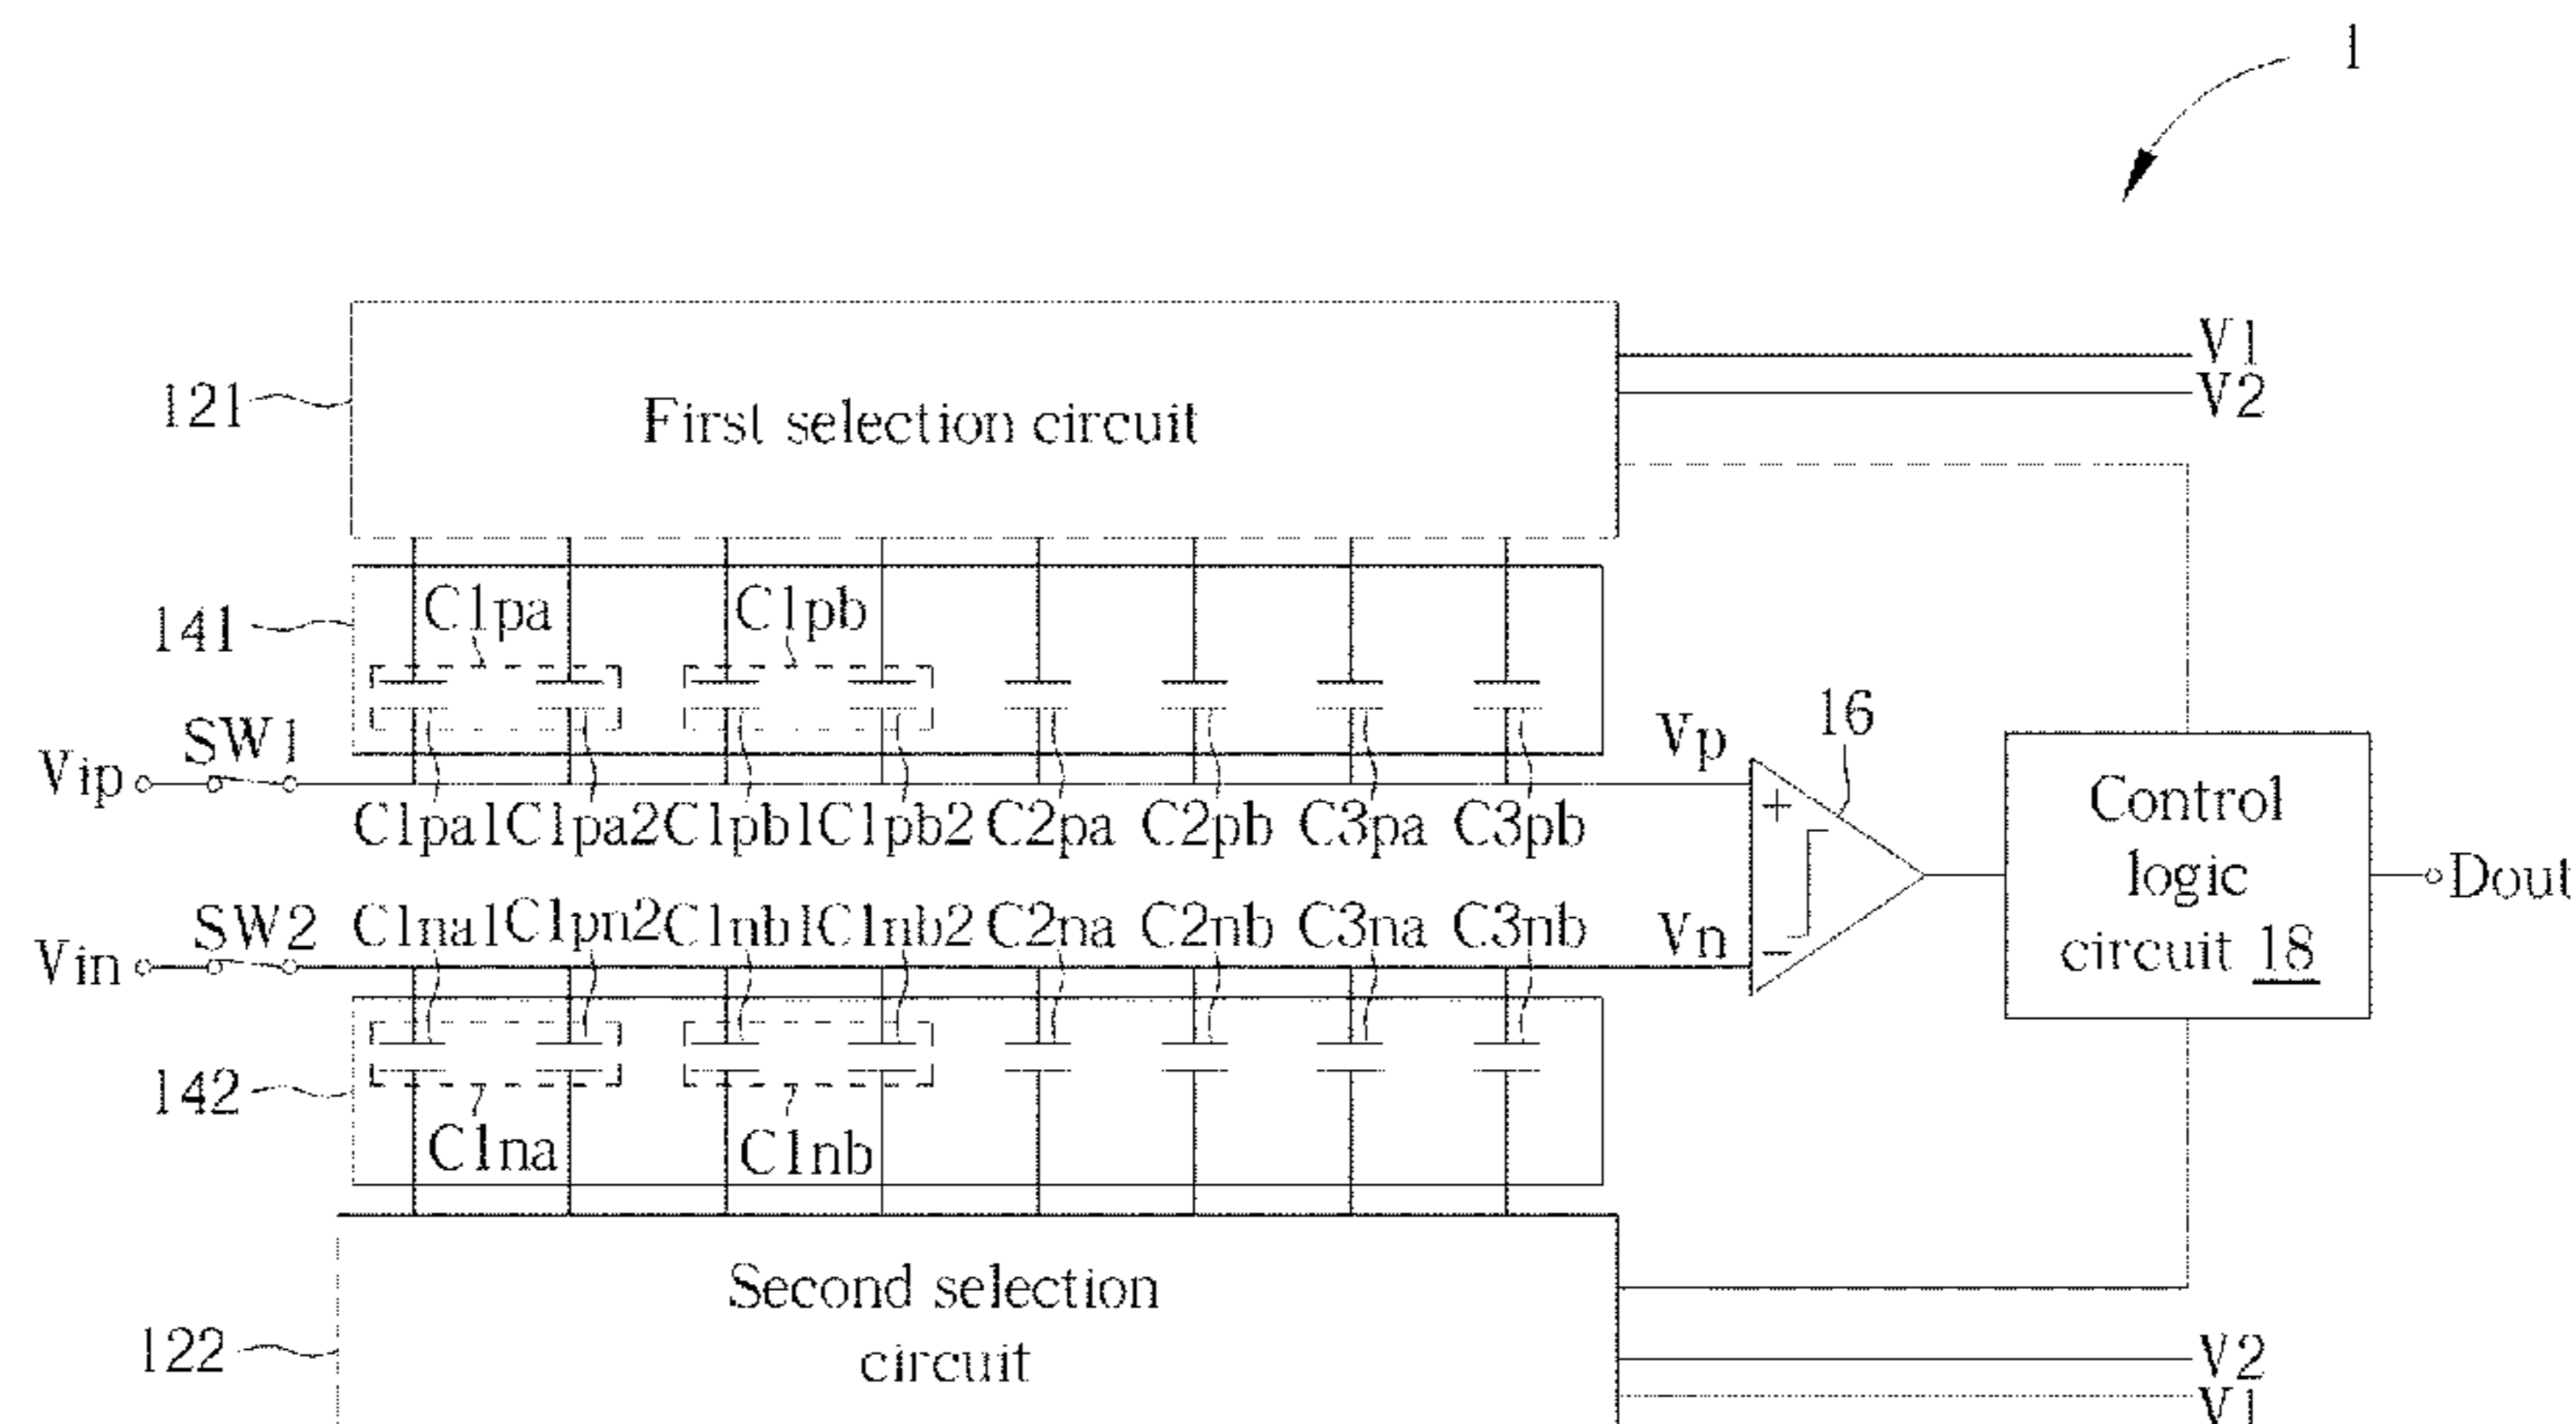 1
V1
V2
121
First selection circuit
141
C1pa
C1pb
16
Vp
SW1
Vip
C1pa1
C1pa2
C1pb1
C1pb2
C2pa
C2pb
C3pa
C3pb
+
Control
logic
circuit 18
Dout
SW2
Vin
C1na1
C1pn2
C1nb1
C1nb2
C2na
C2nb
C3na
C3nb
Vn
−
142
C1na
C1nb
122
Second selection
circuit
V2
V1